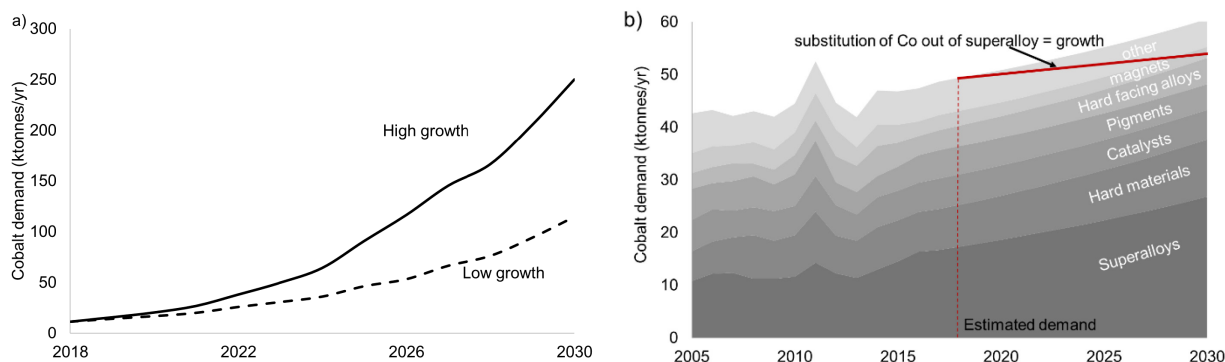 a)
Cobalt demand (ktonnes/yr)
300
250
200
150
100
50
0
High growth
Low growth
2018
2022
2026
2030
b)
Cobalt demand (ktonnes/yr)
60
50
40
30
20
10
0
substitution of Co out of superalloy = growth
other
magnets
Hard facing alloys
Pigments
Catalysts
Hard materials
Superalloys
Estimated demand
2005
2010
2015
2020
2025
2030